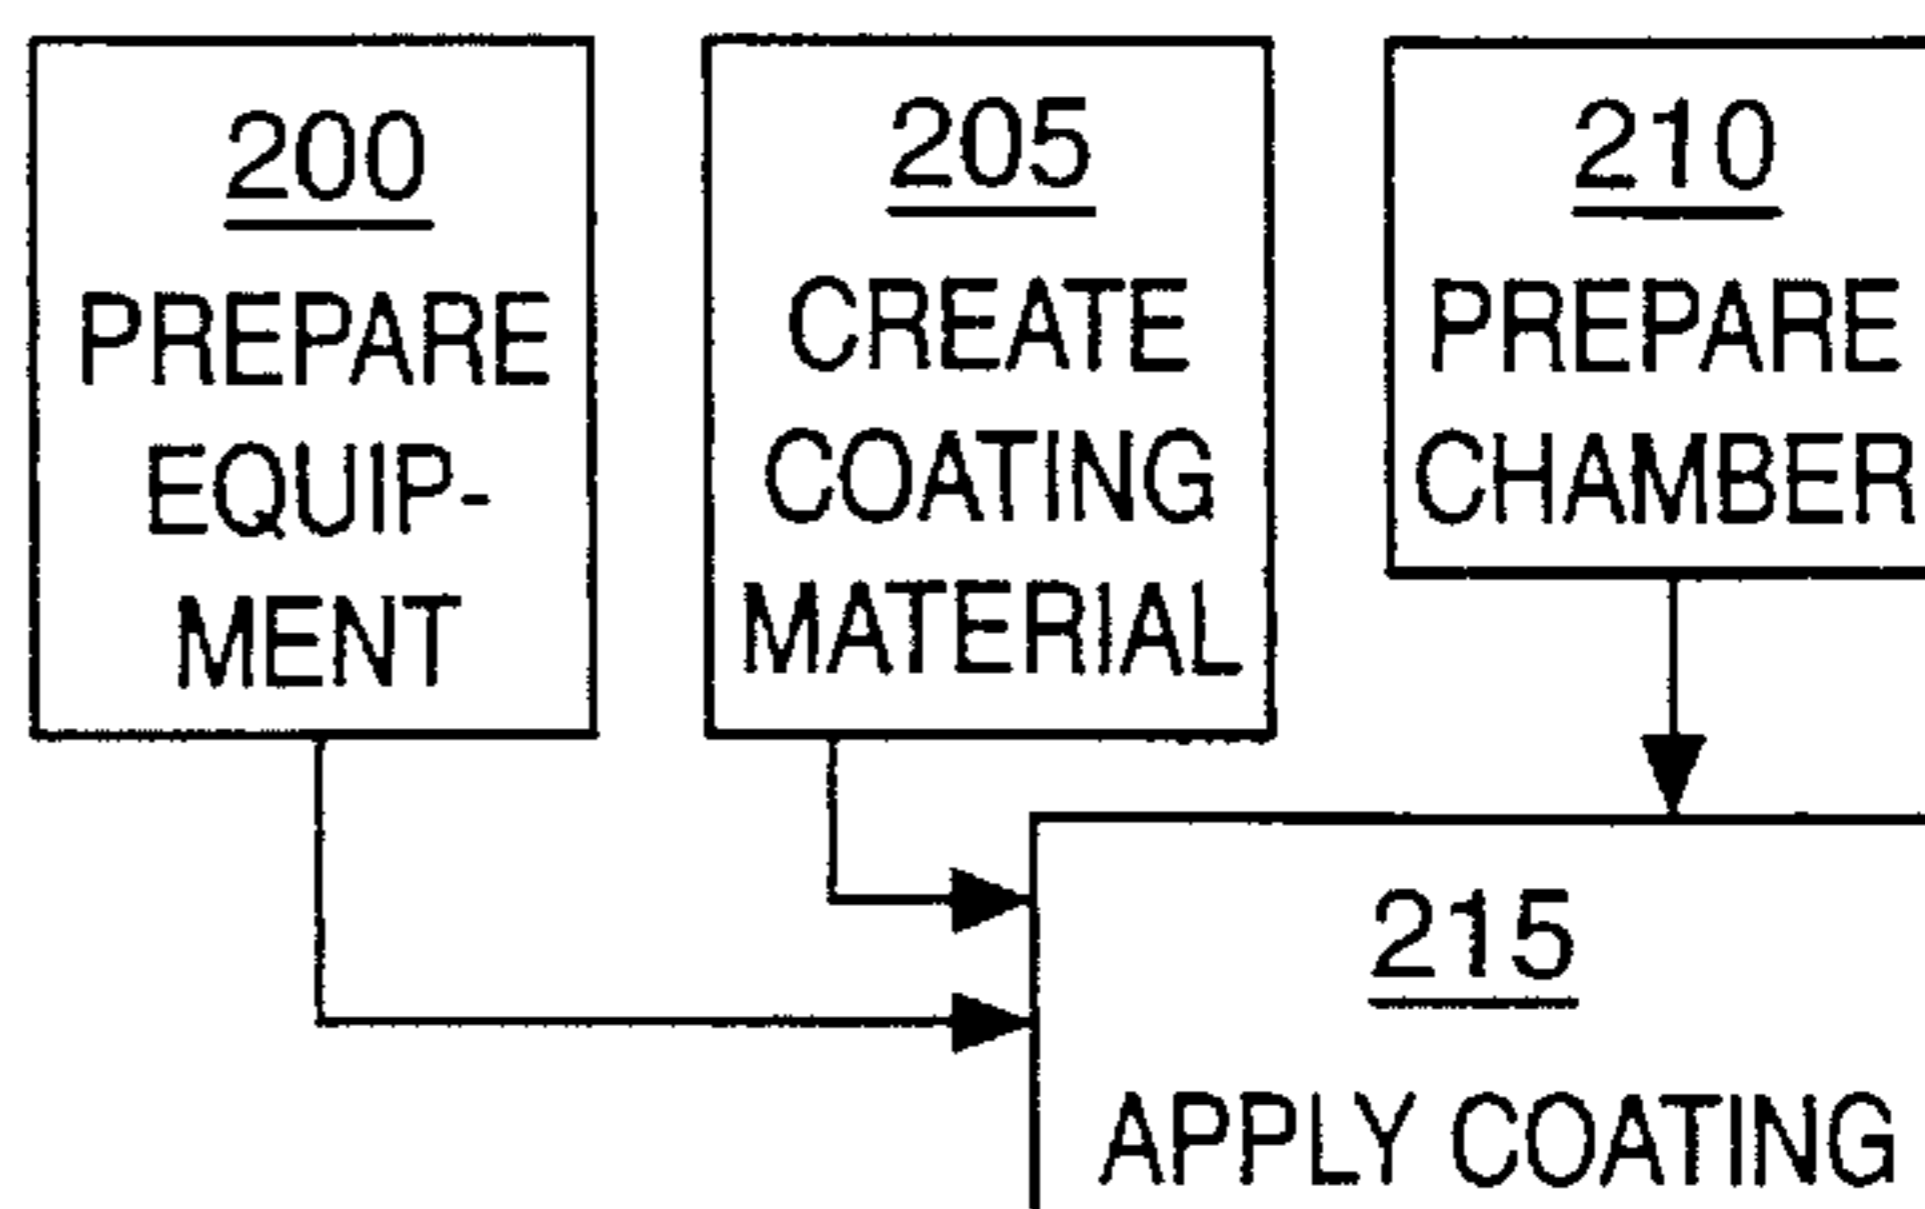 200
PREPARE
EQUIP-
MENT
205
CREATE
COATING
MATERIAL
210
PREPARE
CHAMBER
215
APPLY COATING